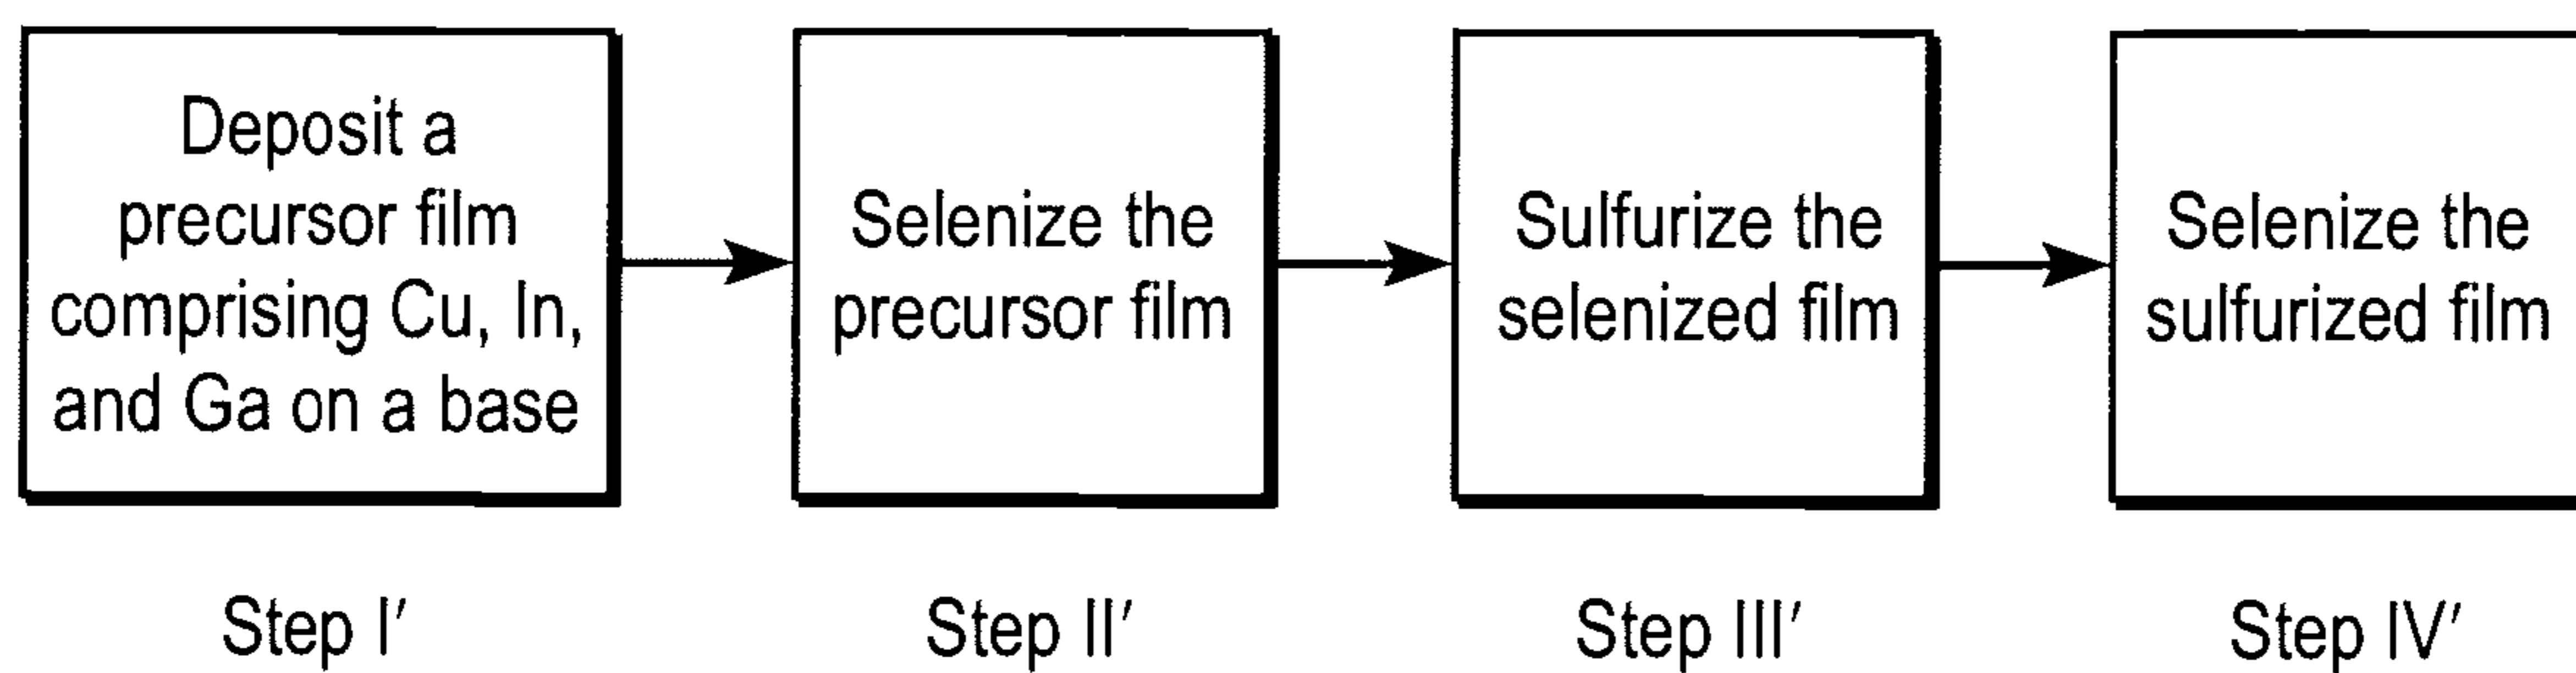 Deposit a
precursor film
comprising Cu, In,
and Ga on a base
Selenize the
precursor film
Sulfurize the
selenized film
Selenize the
sulfurized film
Step I′
Step II′
Step III′
Step IV′